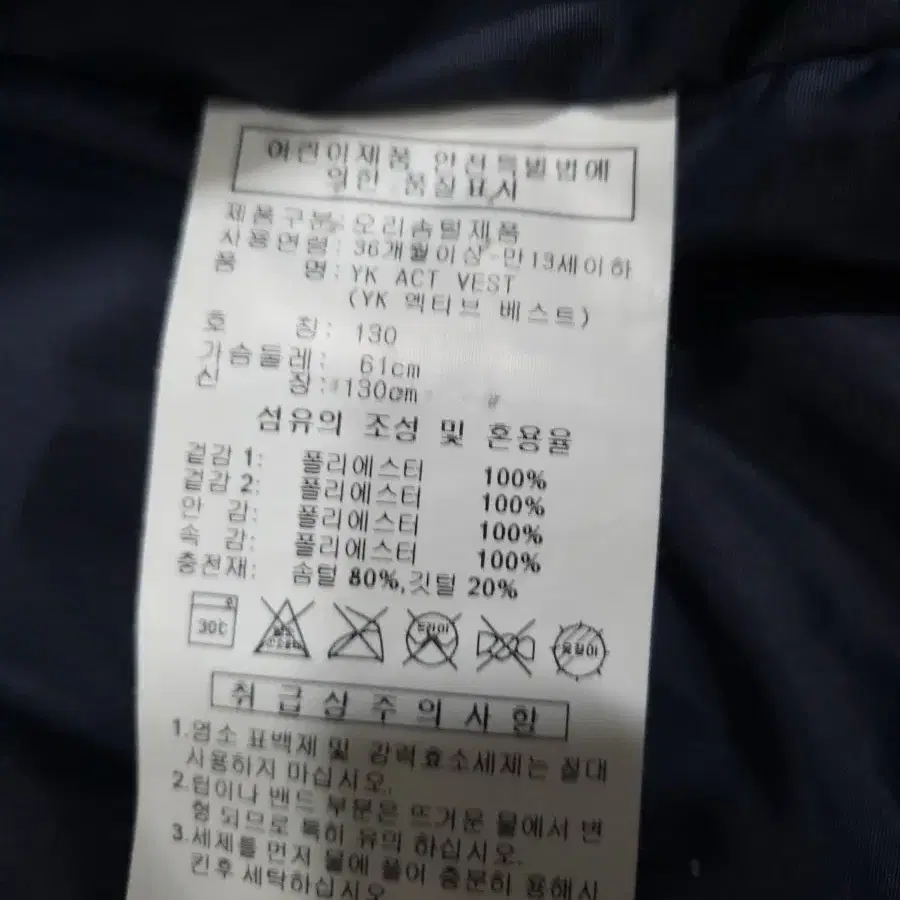 어린이제품 안전특별법에
의한 품질표시
제품구분: 오리솜털제품
사용연령: 36개월이상-만13세이하
품 명: YK ACT VEST
(YK 액티브 베스트)
호 칭: 130
가슴둘레: 61cm
신 장: 130cm
섬유의 조성 및 혼용율
겉감 1: 폴리에스터 100%
겉감 2: 폴리에스터 100%
안 감: 폴리에스터 100%
속 감: 폴리에스터 100%
충전재: 솜털 80%, 깃털 20%
30℃ 드라이 옷걸이
취급상주의사항
1.염소 표백제 및 강력효소세제는 절대
사용하지 마십시오.
2.텀이나 밴드 부분은 뜨거운 물에서 변
형 되므로 특히 유의 하십시오.
3.세제를 먼저 물에 풀어 충분히 용해시
킨후 세탁하십시오